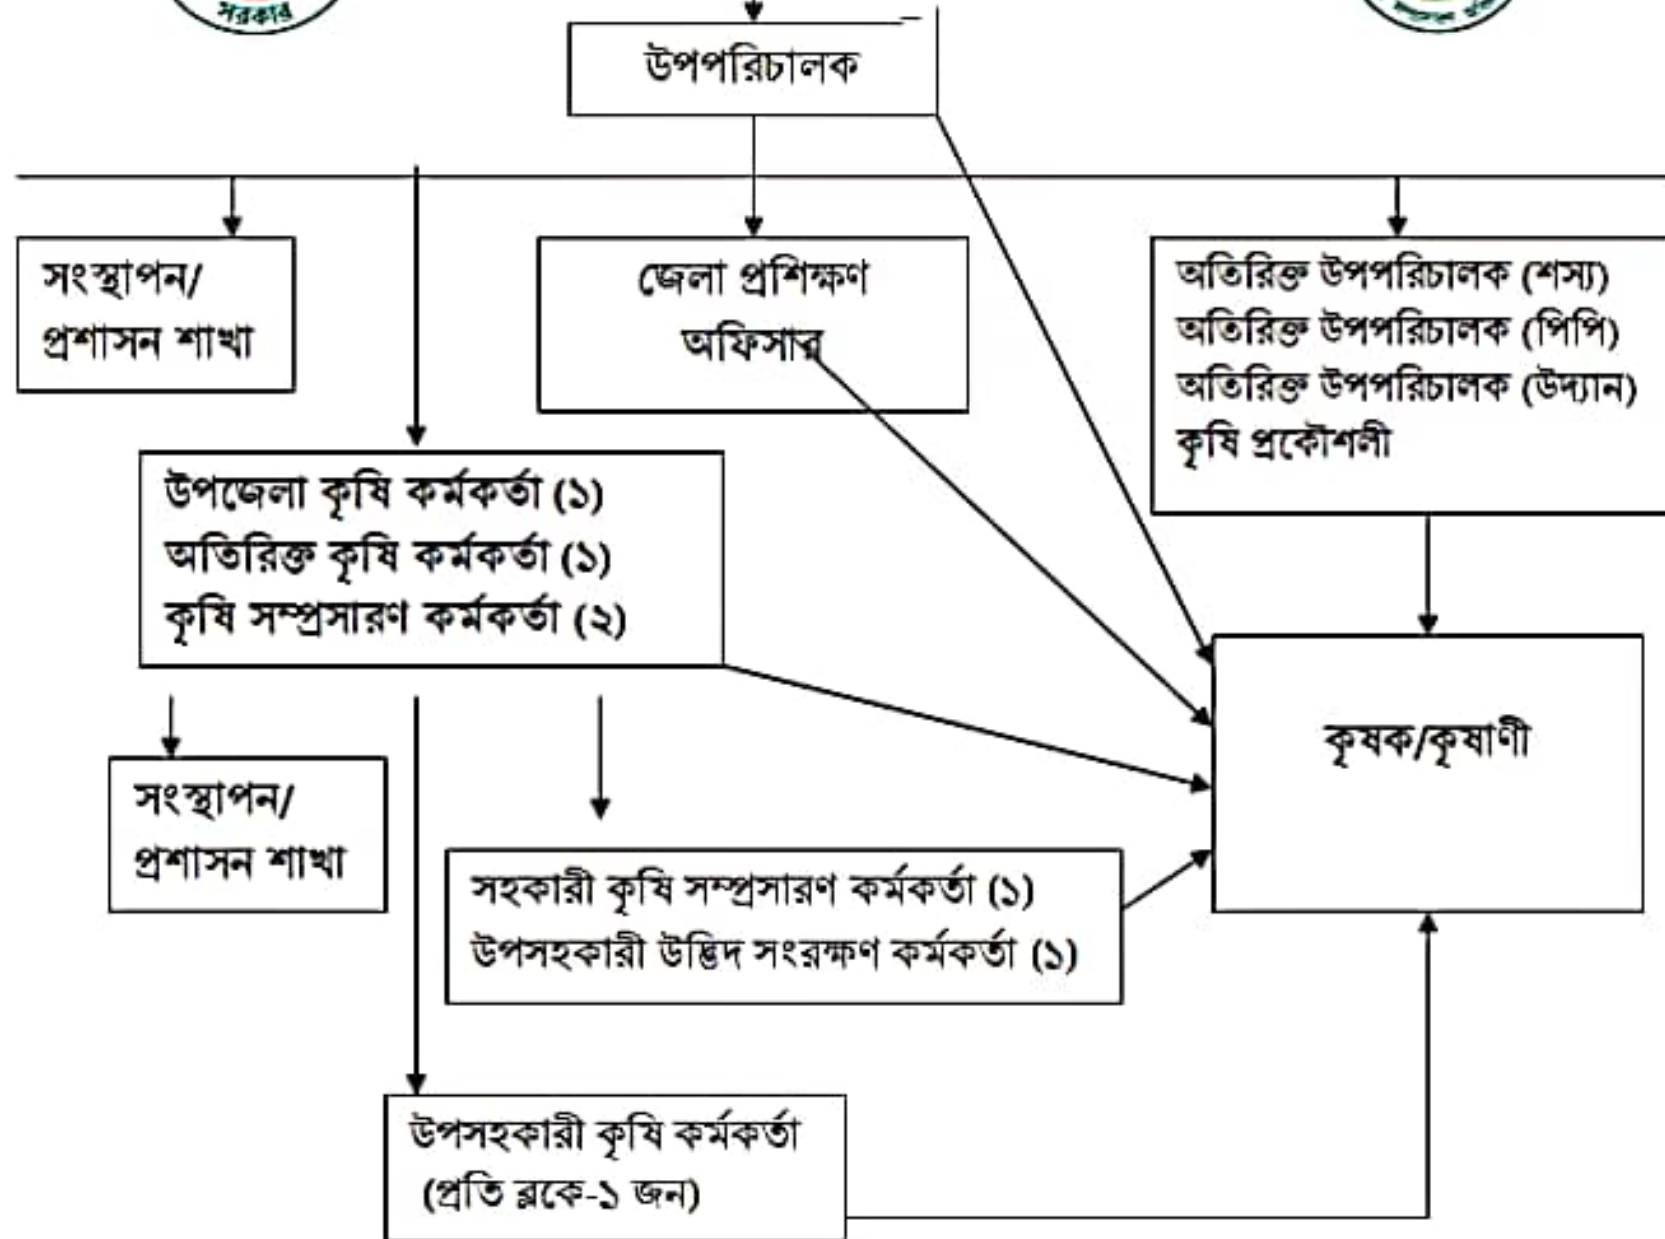 সরকার
উপপরিচালক
সংস্থাপন/
প্রশাসন শাখা
জেলা প্রশিক্ষণ
অফিসার
অতিরিক্ত উপপরিচালক (শস্য)
অতিরিক্ত উপপরিচালক (পিপি)
অতিরিক্ত উপপরিচালক (উদ্যান)
কৃষি প্রকৌশলী
উপজেলা কৃষি কর্মকর্তা (১)
অতিরিক্ত কৃষি কর্মকর্তা (১)
কৃষি সম্প্রসারণ কর্মকর্তা (২)
কৃষক/কৃষাণী
সংস্থাপন/
প্রশাসন শাখা
সহকারী কৃষি সম্প্রসারণ কর্মকর্তা (১)
উপসহকারী উদ্ভিদ সংরক্ষণ কর্মকর্তা (১)
উপসহকারী কৃষি কর্মকর্তা
(প্রতি ব্লকে-১ জন)